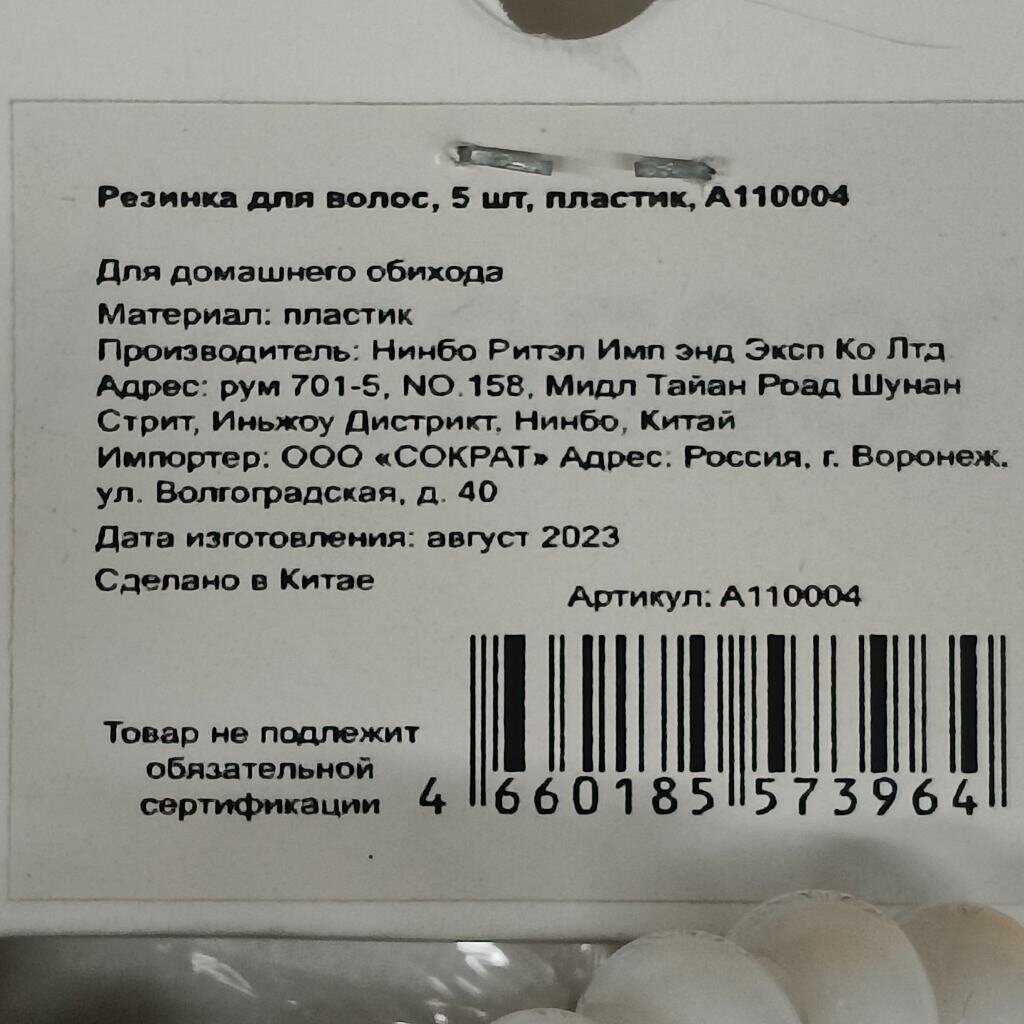 Резинка для волос, 5 шт, пластик, А110004
Для домашнего обихода
Материал: пластик
Производитель: Нинбо Ритэл Имп энд Эксп Ко Лтд
Адрес: рум 701-5, NO.158, Мидл Тайан Роад Шунан
Стрит, Иньжоу Дистрикт, Нинбо, Китай
Импортер: ООО «СОКРАТ» Адрес: Россия, г. Воронеж,
ул. Волгоградская, д. 40
Дата изготовления: август 2023
Сделано в Китае
Артикул: А110004
Товар не подлежит
обязательной
сертификации
4 660185 573964